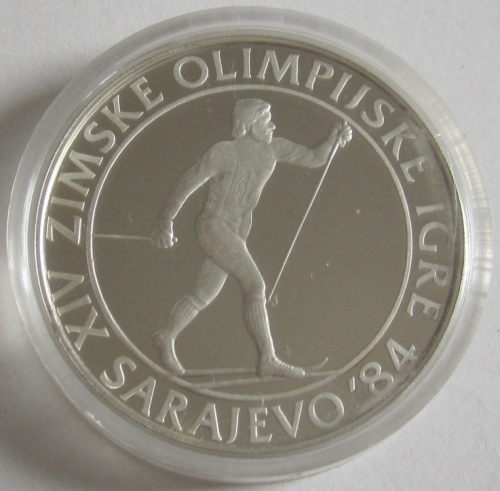 XIV ZIMSKE OLIMPIJSKE IGRE
SARAJEVO '84